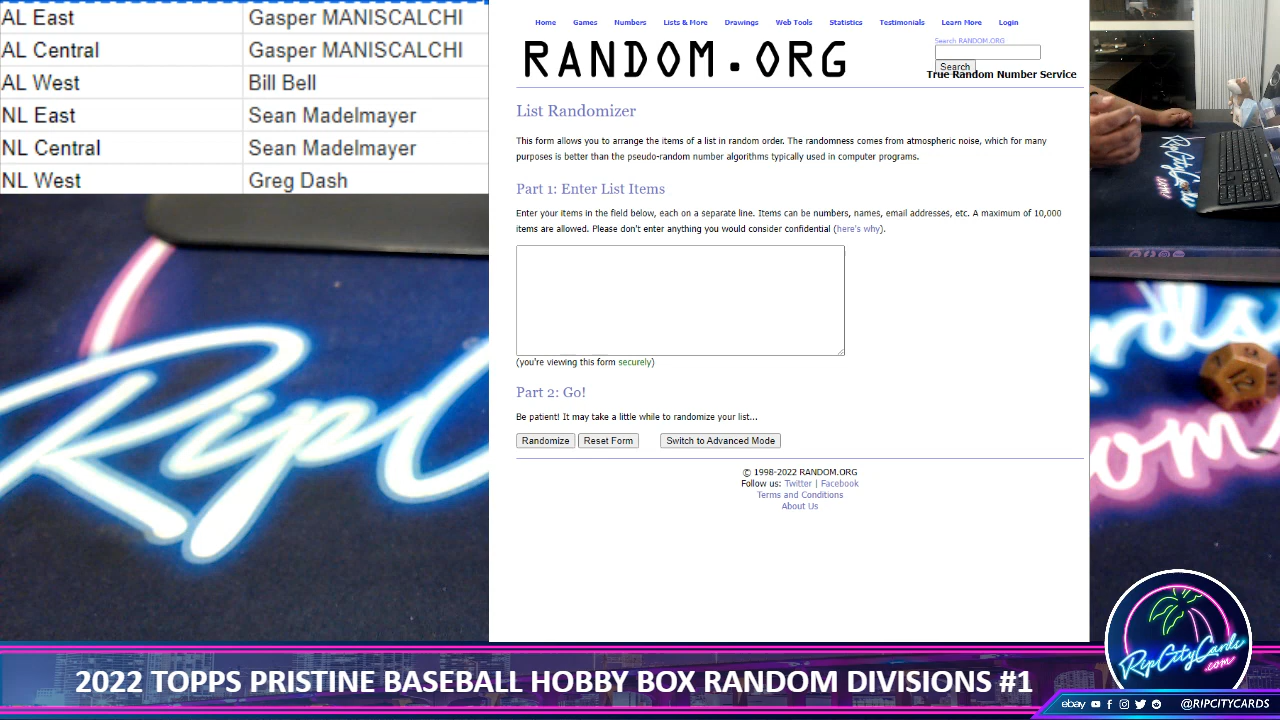 AL East Gasper MANISCALCHI
AL Central Gasper MANISCALCHI
AL West Bill Bell
NL East Sean Madelmayer
NL Central Sean Madelmayer
NL West Greg Dash
Home Games Numbers Lists & More Drawings Web Tools Statistics Testimonials Learn More Login
RANDOM.ORG
Search RANDOM.ORG
Search
True Random Number Service
List Randomizer
This form allows you to arrange the items of a list in random order. The randomness comes from atmospheric noise, which for many
purposes is better than the pseudo-random number algorithms typically used in computer programs.
Part 1: Enter List Items
Enter your items in the field below, each on a separate line. Items can be numbers, names, email addresses, etc. A maximum of 10,000
items are allowed. Please don't enter anything you would consider confidential (here's why).
(you're viewing this form securely)
Part 2: Go!
Be patient! It may take a little while to randomize your list...
Randomize Reset Form Switch to Advanced Mode
© 1998-2022 RANDOM.ORG
Follow us: Twitter | Facebook
Terms and Conditions
About Us
Rip
RipCity
.com
ards
om
12
RipCityCards
.com
2022 TOPPS PRISTINE BASEBALL HOBBY BOX RANDOM DIVISIONS #1
ebay @RIPCITYCARDS